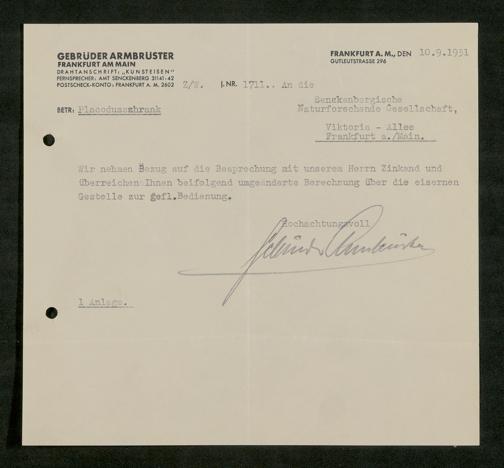 GEBRÜDER ARMBRÜSTER
FRANKFURT AM MAIN
DRAHTANSCHRIFT: „KUNSTEISEN"
FERNSPRECHER: AMT SENCKENBERG 31141-42
POSTSCHECK-KONTO: FRANKFURT A. M. 2602
FRANKFURT A. M., DEN 10.9.1931
GUTLEUTSTRASSE 296
Z/W. J. NR. 1711.. An die
BETR: Placodusschrank
Senckenbergische
Naturforschende Gesellschaft,
Viktoria - Allee
Frankfurt a./Main.
Wir nehmen Bezug auf die Besprechung mit unserem Herrn Zinkand und
überreichen Ihnen beifolgend umgeänderte Berechnung über die eisernen
Gestelle zur gefl.Bedienung.
Hochachtungsvoll
Gebrüder Armbrüster
1 Anlage.